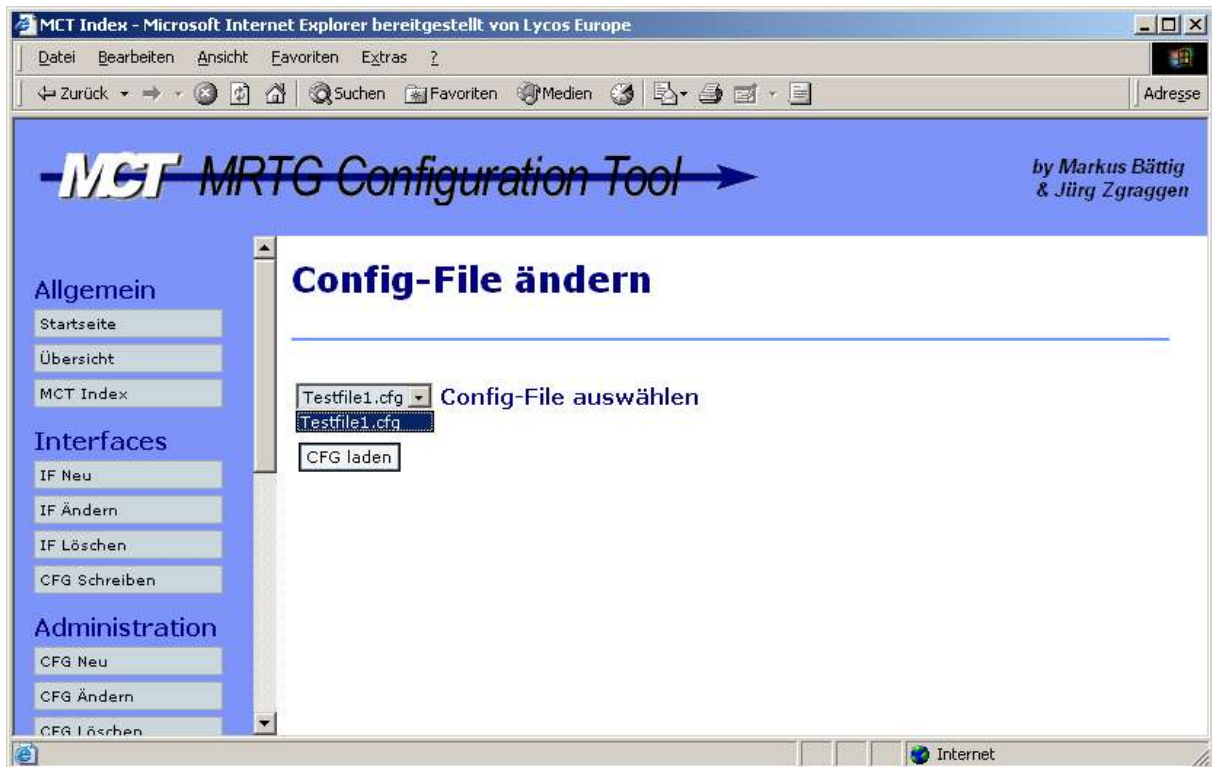 MCT Index - Microsoft Internet Explorer bereitgestellt von Lycos Europe
Datei Bearbeiten Ansicht Favoriten Extras ?
Zurück Suchen Favoriten Medien Adresse
MCT MRTG Configuration Tool
by Markus Bättig
& Jürg Zgraggen
Allgemein
Startseite
Übersicht
MCT Index
Interfaces
IF Neu
IF Ändern
IF Löschen
CFG Schreiben
Administration
CFG Neu
CFG Ändern
CFG Löschen
Config-File ändern
Testfile1.cfg Config-File auswählen
Testfile1.cfg
CFG laden
Internet